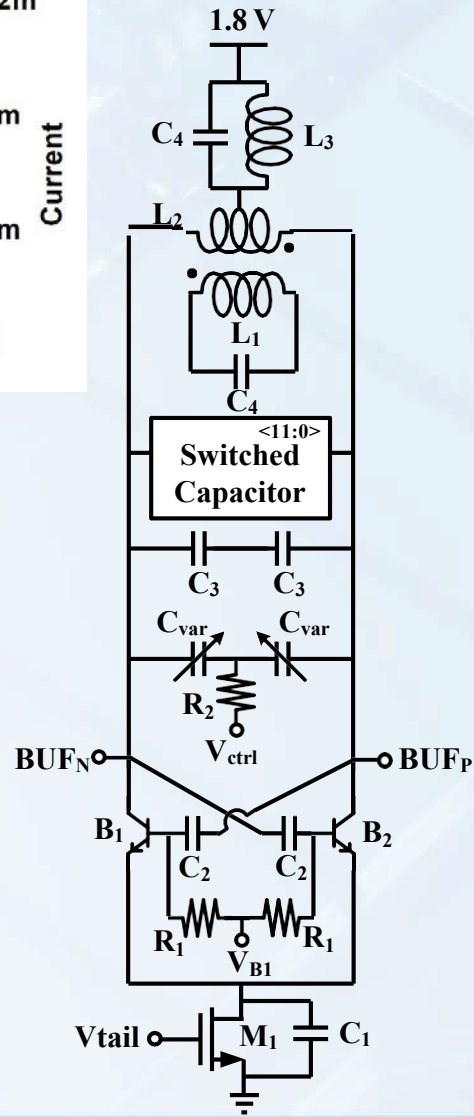 2m
m
m
Current
1.8 V
C4
L3
L2
L1
C4
<11:0>
Switched
Capacitor
C3
C3
Cvar
Cvar
R2
Vctrl
BUFN
BUFP
B1
C2
C2
B2
R1
R1
VB1
Vtail
M1
C1